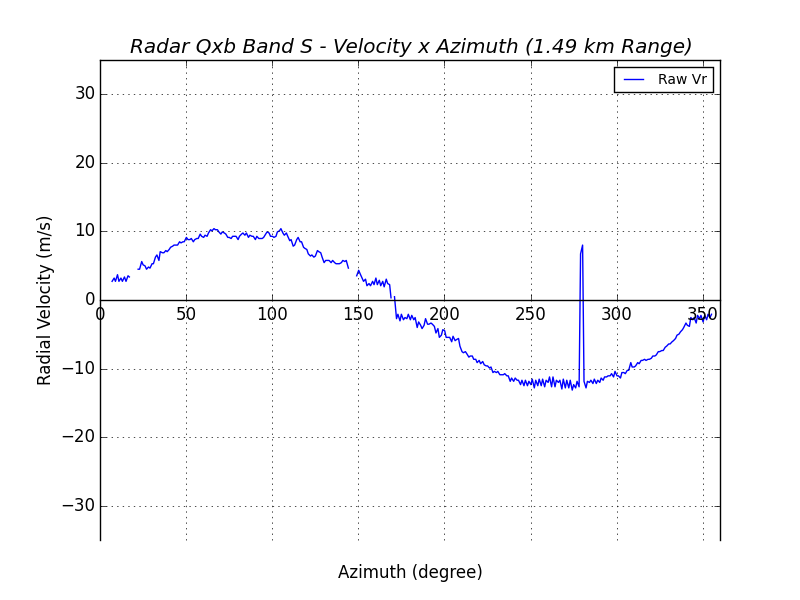 Radar Qxb Band S - Velocity x Azimuth (1.49 km Range)
Raw Vr
30
20
10
0
−10
−20
−30
0 50 100 150 200 250 300 350
Radial Velocity (m/s)
Azimuth (degree)